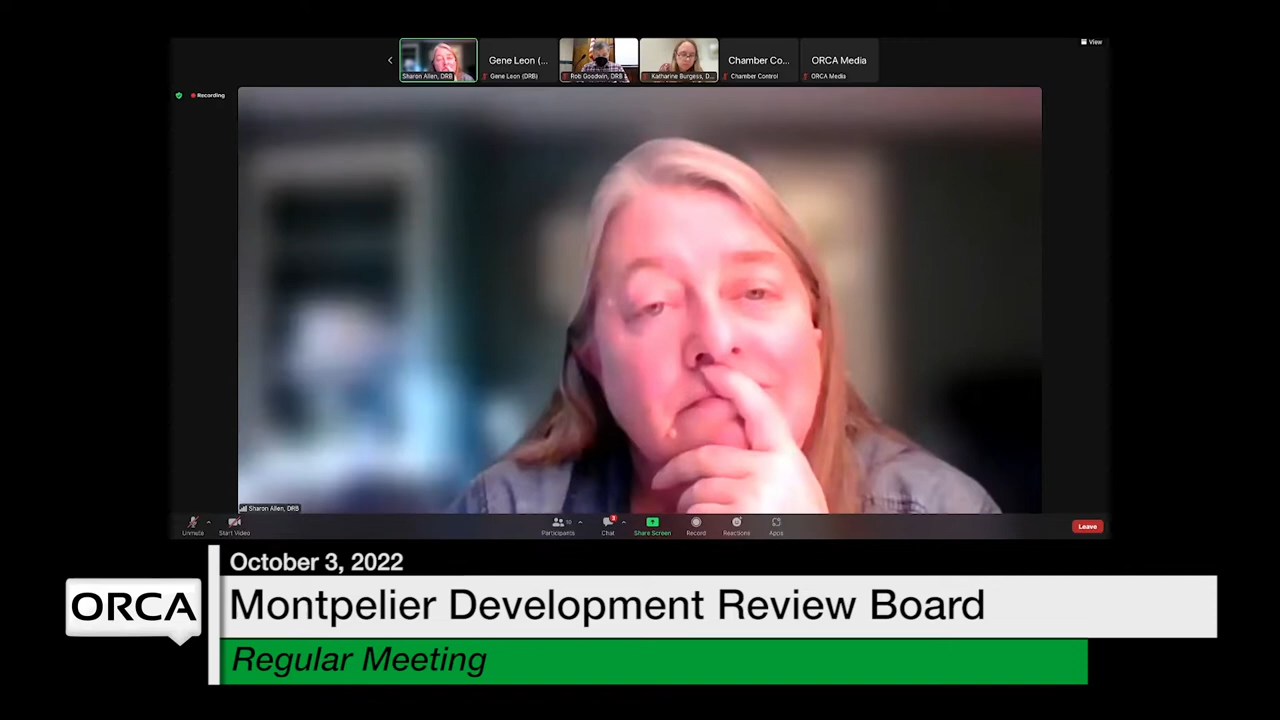 View
Gene Leon (...
Chamber Co...
ORCA Media
Sharon Allen, DRB
Gene Leon (DRB)
Rob Goodwin, DRB
Katharine Burgess, D...
Chamber Control
ORCA Media
Recording
Sharon Allen, DRB
Unmute
Start Video
Participants
10
Chat
3
Share Screen
Record
Reactions
Apps
Leave
October 3, 2022
ORCA
Montpelier Development Review Board
Regular Meeting